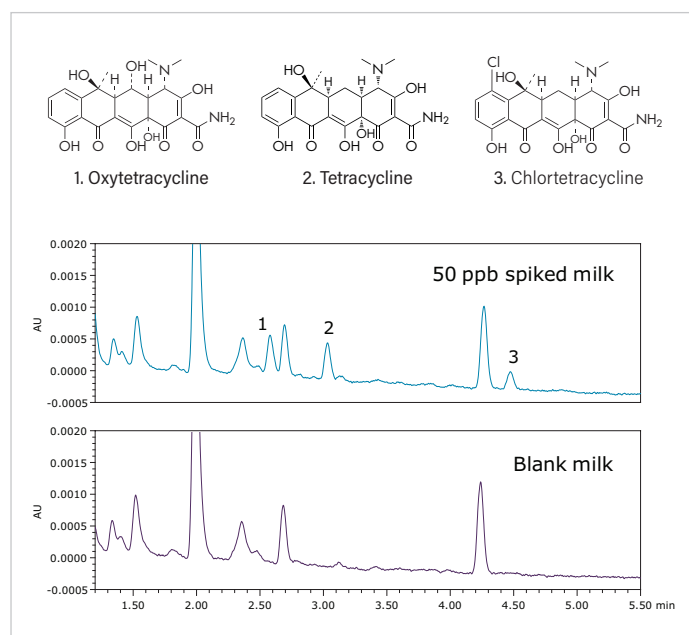 HO OH N OH
H H
NH₂
OH O OH OH O O
1. Oxytetracycline
HO N OH
H H
NH₂
OH O OH OH O O
2. Tetracycline
Cl HO N OH
H H
NH₂
OH O OH OH O O
3. Chlortetracycline
50 ppb spiked milk
AU
0.0020
0.0015
0.0010
0.0005
0.0000
-0.0005
1
2
3
Blank milk
AU
0.0020
0.0015
0.0010
0.0005
0.0000
-0.0005
1.50 2.00 2.50 3.00 3.50 4.00 4.50 5.00 5.50 min